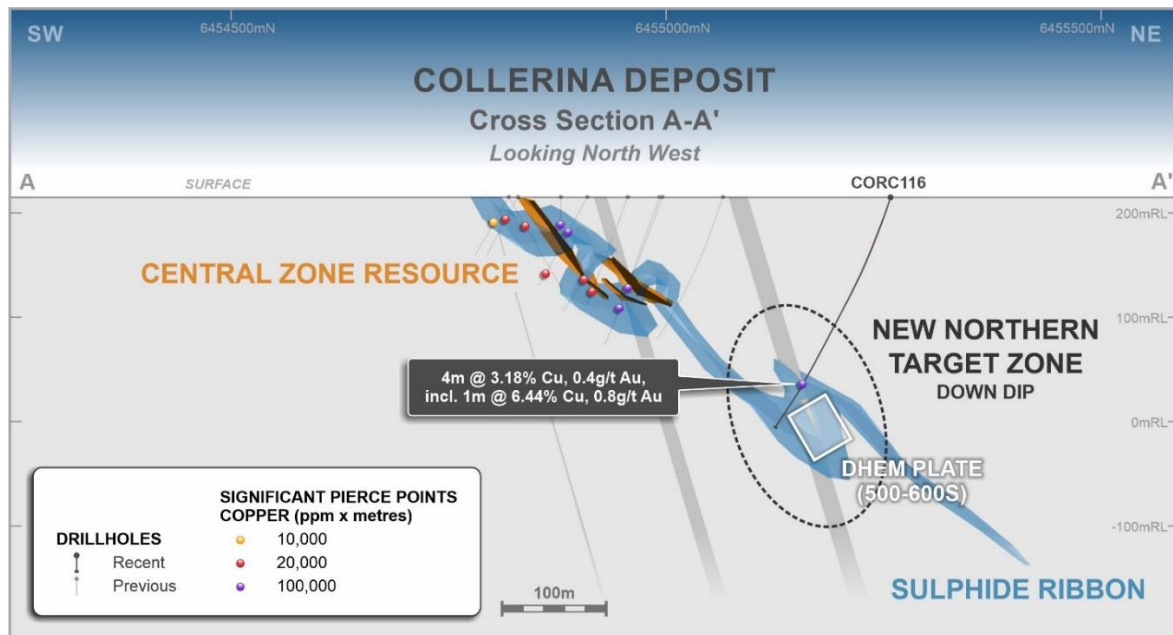 SW
6454500mN
6455000mN
6455500mN
NE
COLLERINA DEPOSIT
Cross Section A-A'
Looking North West
A
SURFACE
CORC116
A'
200mRL
CENTRAL ZONE RESOURCE
100mRL
NEW NORTHERN
TARGET ZONE
DOWN DIP
4m @ 3.18% Cu, 0.4g/t Au,
incl. 1m @ 6.44% Cu, 0.8g/t Au
0mRL
DHEM PLATE
(500-600S)
-100mRL
SULPHIDE RIBBON
SIGNIFICANT PIERCE POINTS
COPPER (ppm x metres)
DRILLHOLES
10,000
Recent
20,000
Previous
100,000
100m